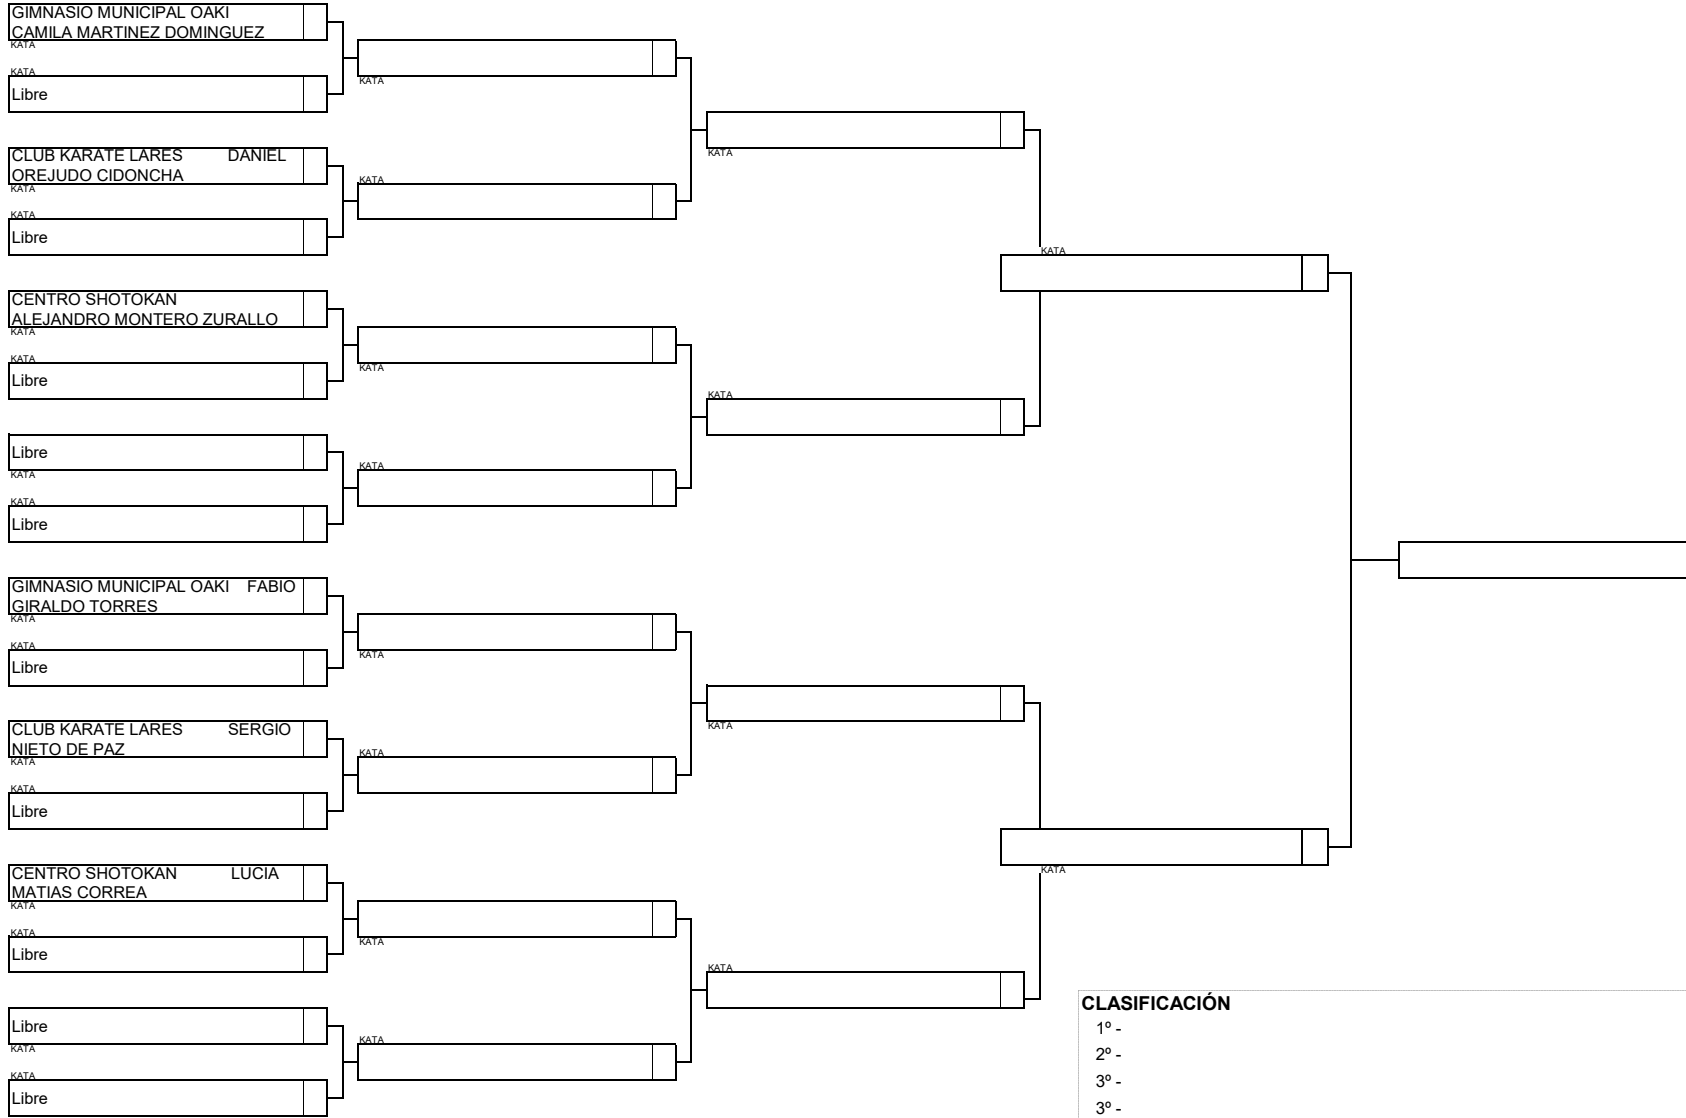 GIMNASIO MUNICIPAL OAKI
CAMILA MARTINEZ DOMINGUEZ
KATA
KATA
Libre
CLUB KARATE LARES DANIEL
OREJUDO CIDONCHA
KATA
KATA
Libre
CENTRO SHOTOKAN
ALEJANDRO MONTERO ZURALLO
KATA
KATA
Libre
Libre
KATA
KATA
Libre
GIMNASIO MUNICIPAL OAKI FABIO
GIRALDO TORRES
KATA
KATA
Libre
CLUB KARATE LARES SERGIO
NIETO DE PAZ
KATA
KATA
Libre
CENTRO SHOTOKAN LUCIA
MATIAS CORREA
KATA
KATA
Libre
Libre
KATA
KATA
Libre
KATA
KATA
KATA
KATA
KATA
KATA
KATA
KATA
KATA
KATA
KATA
KATA
KATA
KATA
CLASIFICACIÓN
1º -
2º -
3º -
3º -